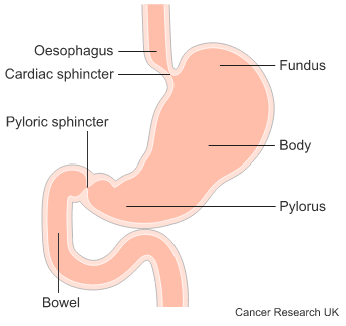 Oesophagus
Fundus
Cardiac sphincter
Pyloric sphincter
Body
Pylorus
Bowel
Cancer Research UK